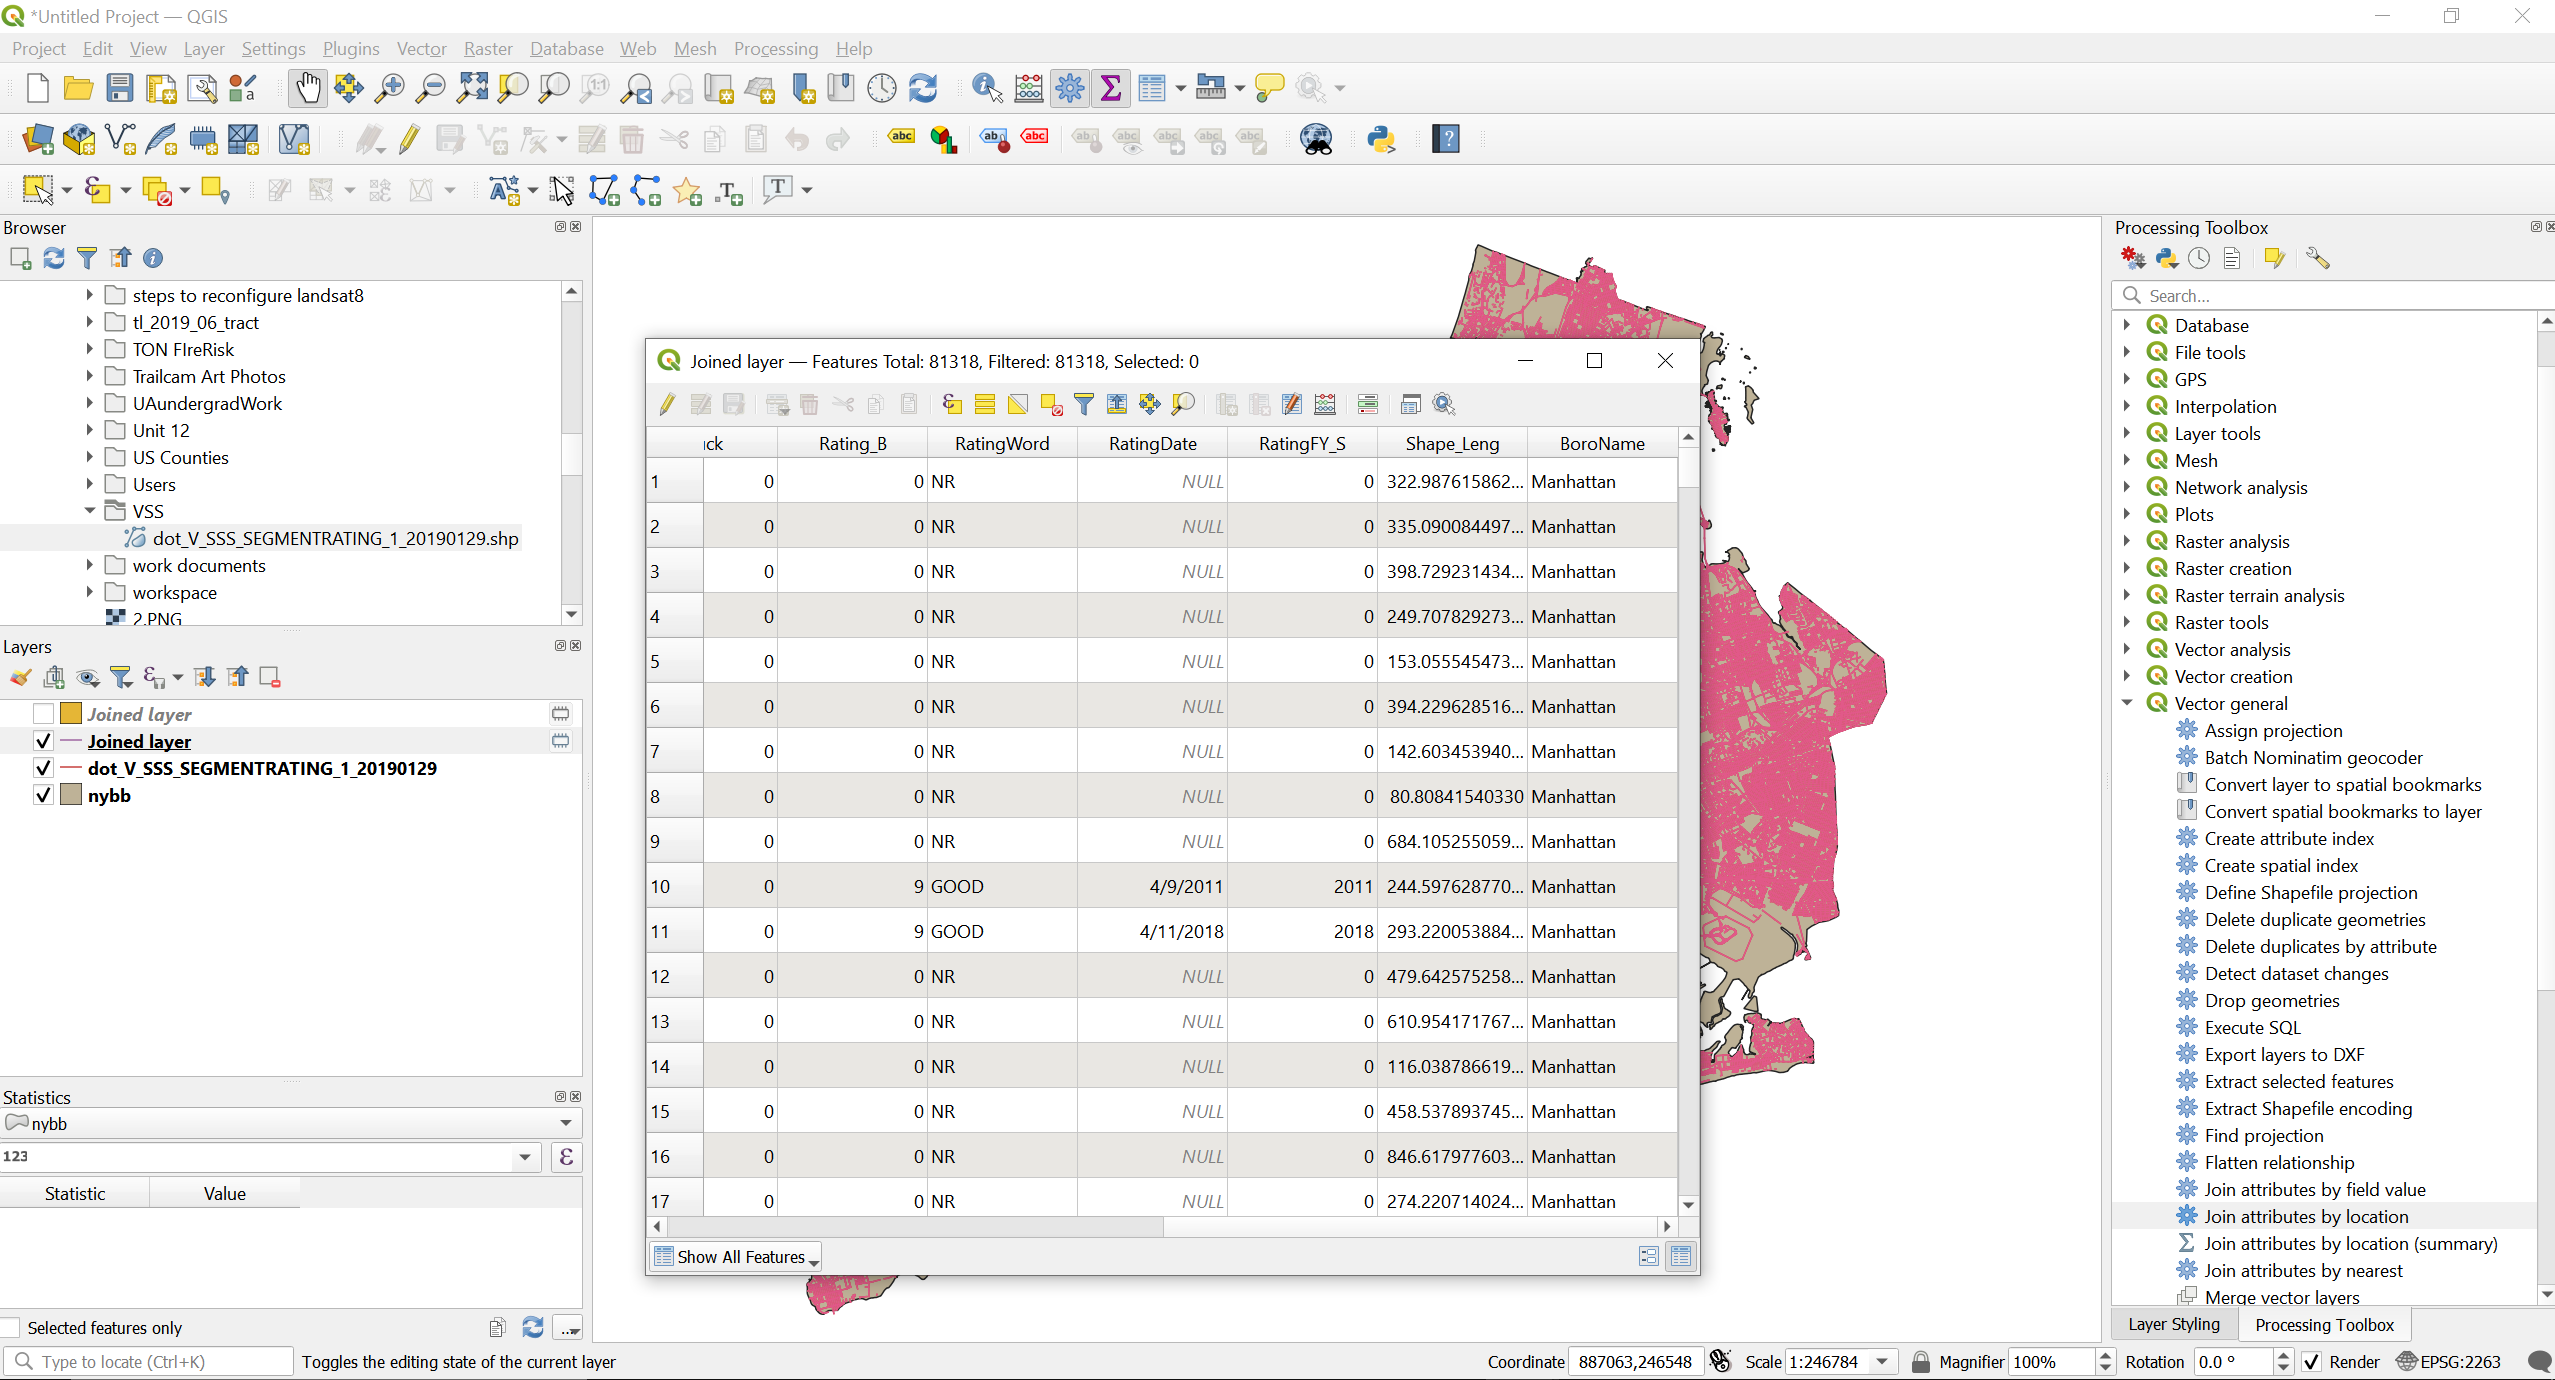 *Untitled Project — QGIS
Project Edit View Layer Settings Plugins Vector Raster Database Web Mesh Processing Help
Browser
steps to reconfigure landsat8
tl_2019_06_tract
TON FIreRisk
Trailcam Art Photos
UAundergradWork
Unit 12
US Counties
Users
VSS
dot_V_SSS_SEGMENTRATING_1_20190129.shp
work documents
workspace
2.PNG
Layers
Joined layer
Joined layer
dot_V_SSS_SEGMENTRATING_1_20190129
nybb
Statistics
nybb
123
Statistic Value
Selected features only
Joined layer — Features Total: 81318, Filtered: 81318, Selected: 0
Rating_B RatingWord RatingDate RatingFY_S Shape_Leng BoroName
1 0 0 NR NULL 0 322.987615862... Manhattan
2 0 0 NR NULL 0 335.090084497... Manhattan
3 0 0 NR NULL 0 398.729231434... Manhattan
4 0 0 NR NULL 0 249.707829273... Manhattan
5 0 0 NR NULL 0 153.055545473... Manhattan
6 0 0 NR NULL 0 394.229628516... Manhattan
7 0 0 NR NULL 0 142.603453940... Manhattan
8 0 0 NR NULL 0 80.80841540330 Manhattan
9 0 0 NR NULL 0 684.105255059... Manhattan
10 0 9 GOOD 4/9/2011 2011 244.597628770... Manhattan
11 0 9 GOOD 4/11/2018 2018 293.220053884... Manhattan
12 0 0 NR NULL 0 479.642575258... Manhattan
13 0 0 NR NULL 0 610.954171767... Manhattan
14 0 0 NR NULL 0 116.038786619... Manhattan
15 0 0 NR NULL 0 458.537893745... Manhattan
16 0 0 NR NULL 0 846.617977603... Manhattan
17 0 0 NR NULL 0 274.220714024... Manhattan
Show All Features
Processing Toolbox
Search...
Database
File tools
GPS
Interpolation
Layer tools
Mesh
Network analysis
Plots
Raster analysis
Raster creation
Raster terrain analysis
Raster tools
Vector analysis
Vector creation
Vector general
Assign projection
Batch Nominatim geocoder
Convert layer to spatial bookmarks
Convert spatial bookmarks to layer
Create attribute index
Create spatial index
Define Shapefile projection
Delete duplicate geometries
Delete duplicates by attribute
Detect dataset changes
Drop geometries
Execute SQL
Export layers to DXF
Extract selected features
Extract Shapefile encoding
Find projection
Flatten relationship
Join attributes by field value
Join attributes by location
Join attributes by location (summary)
Join attributes by nearest
Merge vector layers
Layer Styling Processing Toolbox
Type to locate (Ctrl+K) Toggles the editing state of the current layer Coordinate 887063,246548 Scale 1:246784 Magnifier 100% Rotation 0.0 ° Render EPSG:2263